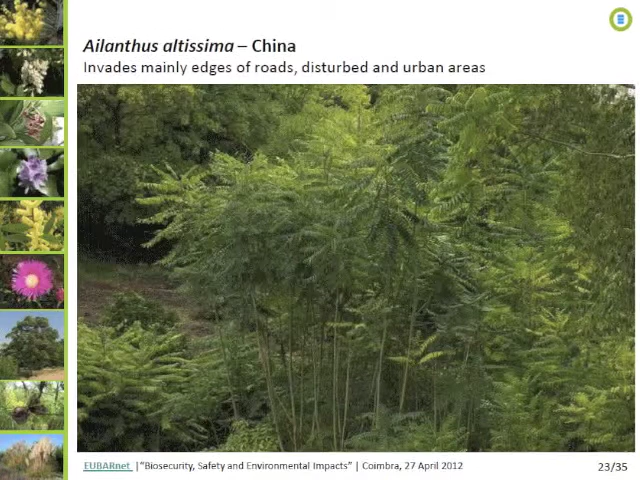 Ailanthus altissima – China
Invades mainly edges of roads, disturbed and urban areas
EUBARnet |“Biosecurity, Safety and Environmental Impacts” | Coimbra, 27 April 2012
23/35